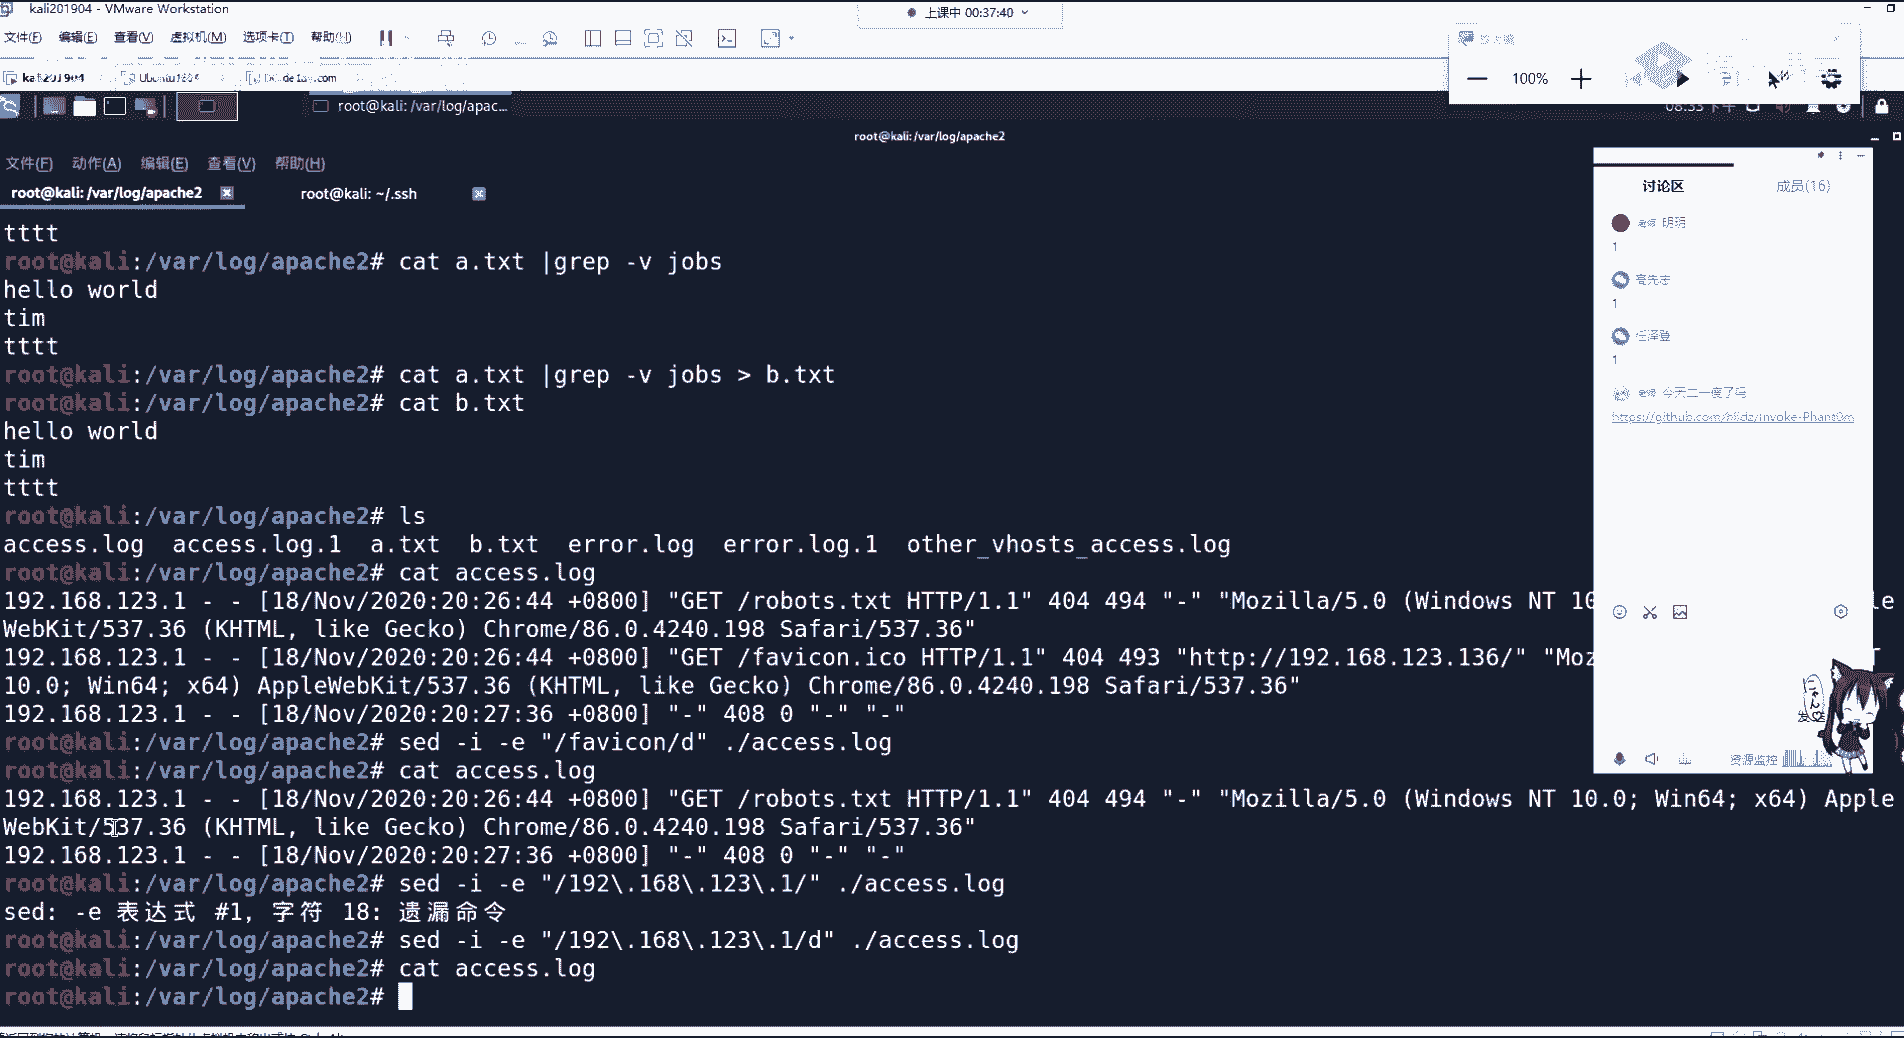 kali201904 - VMware Workstation
上课中 00:37:40
文件(F) 编辑(E) 查看(V) 虚拟机(M) 选项卡(T) 帮助(H)
kali201904
100%
root@kali: /var/log/apac...
root@kali: /var/log/apache2
文件(F) 动作(A) 编辑(E) 查看(V) 帮助(H)
root@kali: /var/log/apache2 root@kali: ~/.ssh
tttt
root@kali:/var/log/apache2# cat a.txt |grep -v jobs
hello world
tim
tttt
root@kali:/var/log/apache2# cat a.txt |grep -v jobs > b.txt
root@kali:/var/log/apache2# cat b.txt
hello world
tim
tttt
root@kali:/var/log/apache2# ls
access.log access.log.1 a.txt b.txt error.log error.log.1 other_vhosts_access.log
root@kali:/var/log/apache2# cat access.log
192.168.123.1 - - [18/Nov/2020:20:26:44 +0800] "GET /robots.txt HTTP/1.1" 404 494 "-" "Mozilla/5.0 (Windows NT 10 le
WebKit/537.36 (KHTML, like Gecko) Chrome/86.0.4240.198 Safari/537.36"
192.168.123.1 - - [18/Nov/2020:20:26:44 +0800] "GET /favicon.ico HTTP/1.1" 404 493 "http://192.168.123.136/" "Moz
10.0; Win64; x64) AppleWebKit/537.36 (KHTML, like Gecko) Chrome/86.0.4240.198 Safari/537.36"
192.168.123.1 - - [18/Nov/2020:20:27:36 +0800] "-" 408 0 "-" "-"
root@kali:/var/log/apache2# sed -i -e "/favicon/d" ./access.log
root@kali:/var/log/apache2# cat access.log
192.168.123.1 - - [18/Nov/2020:20:26:44 +0800] "GET /robots.txt HTTP/1.1" 404 494 "-" "Mozilla/5.0 (Windows NT 10.0; Win64; x64) Apple
WebKit/537.36 (KHTML, like Gecko) Chrome/86.0.4240.198 Safari/537.36"
192.168.123.1 - - [18/Nov/2020:20:27:36 +0800] "-" 408 0 "-" "-"
root@kali:/var/log/apache2# sed -i -e "/192\.168\.123\.1/" ./access.log
sed: -e 表达式 #1, 字符 18: 遗漏命令
root@kali:/var/log/apache2# sed -i -e "/192\.168\.123\.1/d" ./access.log
root@kali:/var/log/apache2# cat access.log
root@kali:/var/log/apache2#
讨论区 成员(16)
明玥
1
1
1
资源监控